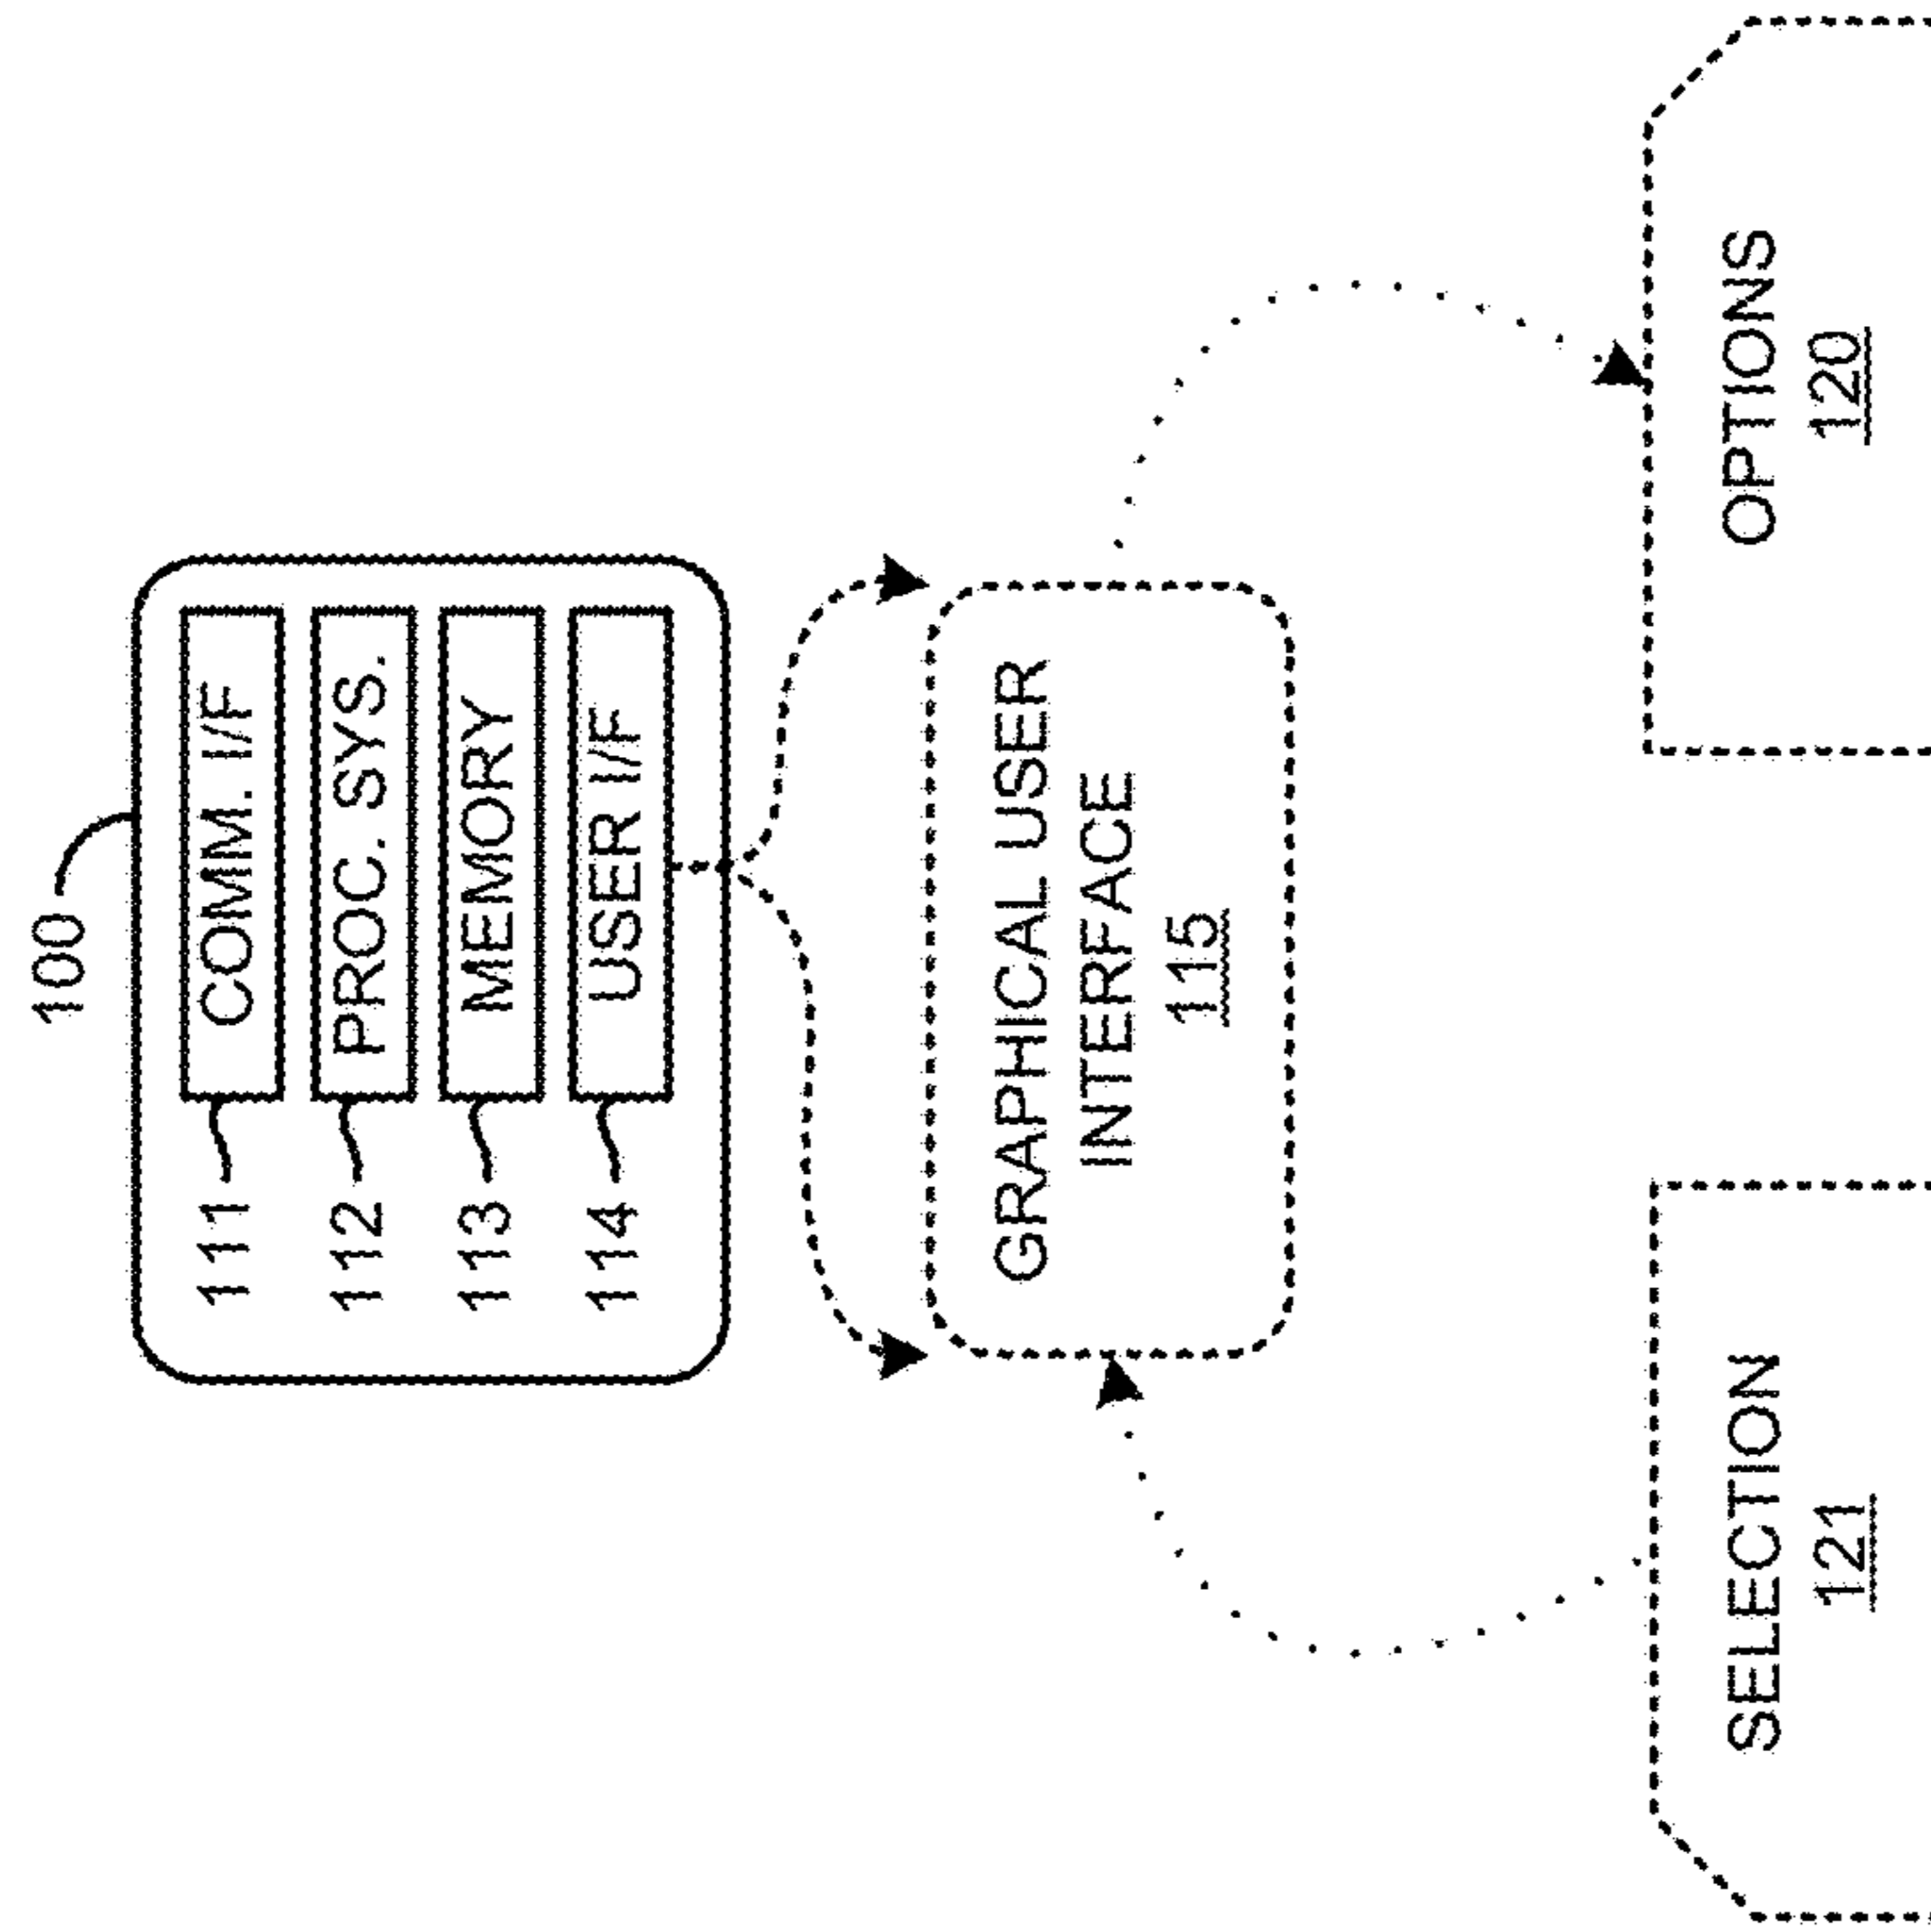 100
111 COMM. I/F
112 PROC. SYS.
113 MEMORY
114 USER I/F
GRAPHICAL USER
INTERFACE
115
SELECTION
121
OPTIONS
120